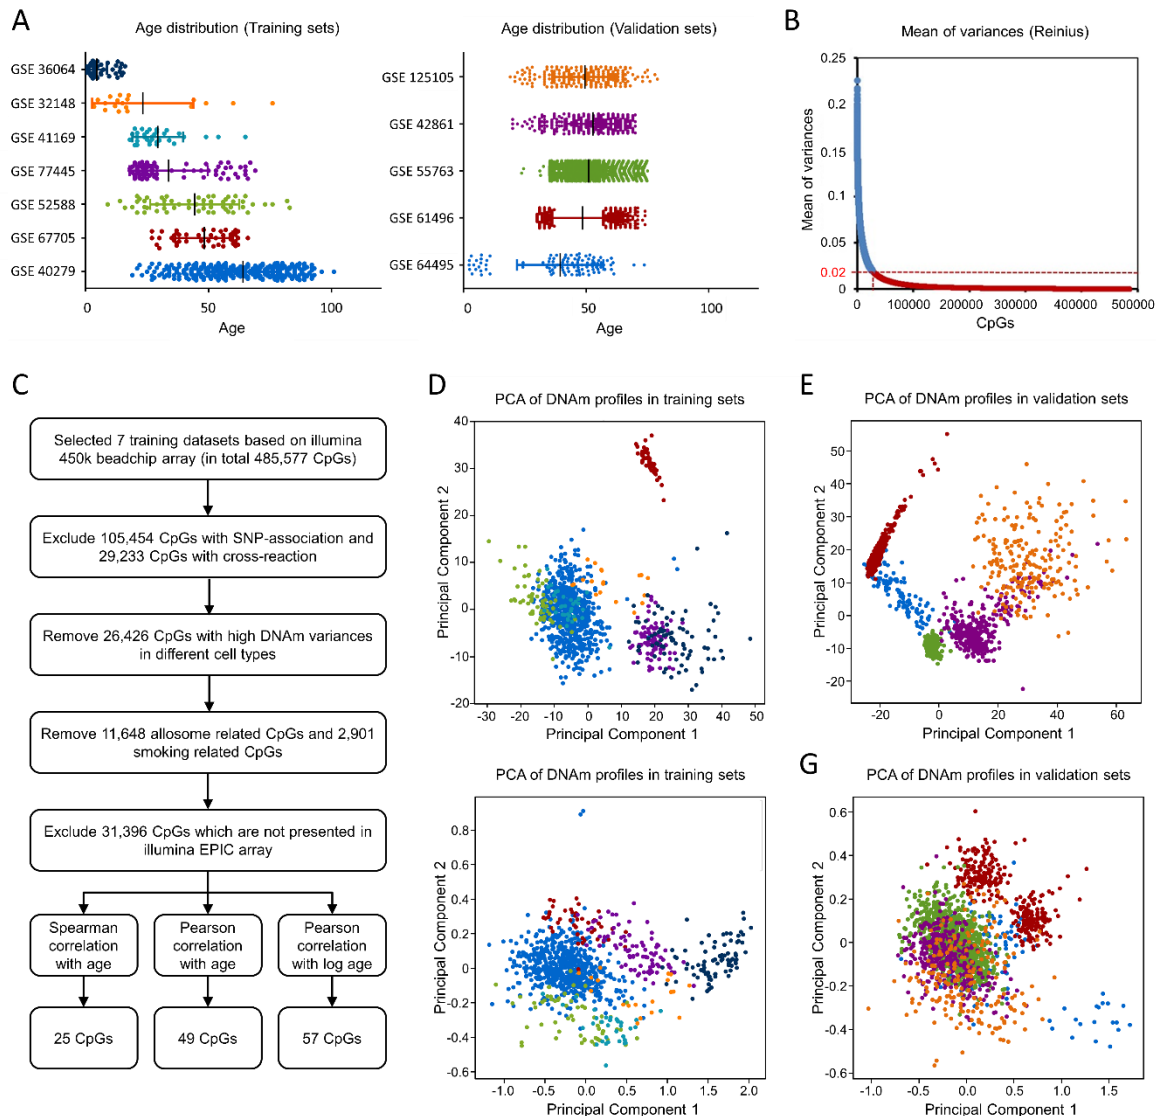 A
Age distribution (Training sets)
GSE 36064
GSE 32148
GSE 41169
GSE 77445
GSE 52588
GSE 67705
GSE 40279
0
50
100
Age
Age distribution (Validation sets)
GSE 125105
GSE 42861
GSE 55763
GSE 61496
GSE 64495
0
50
100
Age
B
Mean of variances (Reinius)
Mean of variances
0.25
0.2
0.15
0.1
0.05
0.02
0
0
100000
200000
300000
400000
500000
CpGs
C
Selected 7 training datasets based on illumina
450k beadchip array (in total 485,577 CpGs)
Exclude 105,454 CpGs with SNP-association and
29,233 CpGs with cross-reaction
Remove 26,426 CpGs with high DNAm variances
in different cell types
Remove 11,648 allosome related CpGs and 2,901
smoking related CpGs
Exclude 31,396 CpGs which are not presented in
illumina EPIC array
Spearman
correlation
with age
Pearson
correlation
with age
Pearson
correlation
with log age
25 CpGs
49 CpGs
57 CpGs
D
PCA of DNAm profiles in training sets
Principal Component 2
40
30
20
10
0
-10
-20
-30
-20
-10
0
10
20
30
40
50
Principal Component 1
E
PCA of DNAm profiles in validation sets
Principal Component 2
60
50
40
30
20
10
0
-10
-20
-20
0
20
40
60
Principal Component 1
PCA of DNAm profiles in training sets
Principal Component 2
0.8
0.6
0.4
0.2
0
-0.2
-0.4
-0.6
-1.0
-0.5
0.0
0.5
1.0
1.5
2.0
Principal Component 1
G
PCA of DNAm profiles in validation sets
Principal Component 2
0.6
0.4
0.2
0
-0.2
-0.4
-0.6
-1.0
-0.5
0.0
0.5
1.0
1.5
Principal Component 1